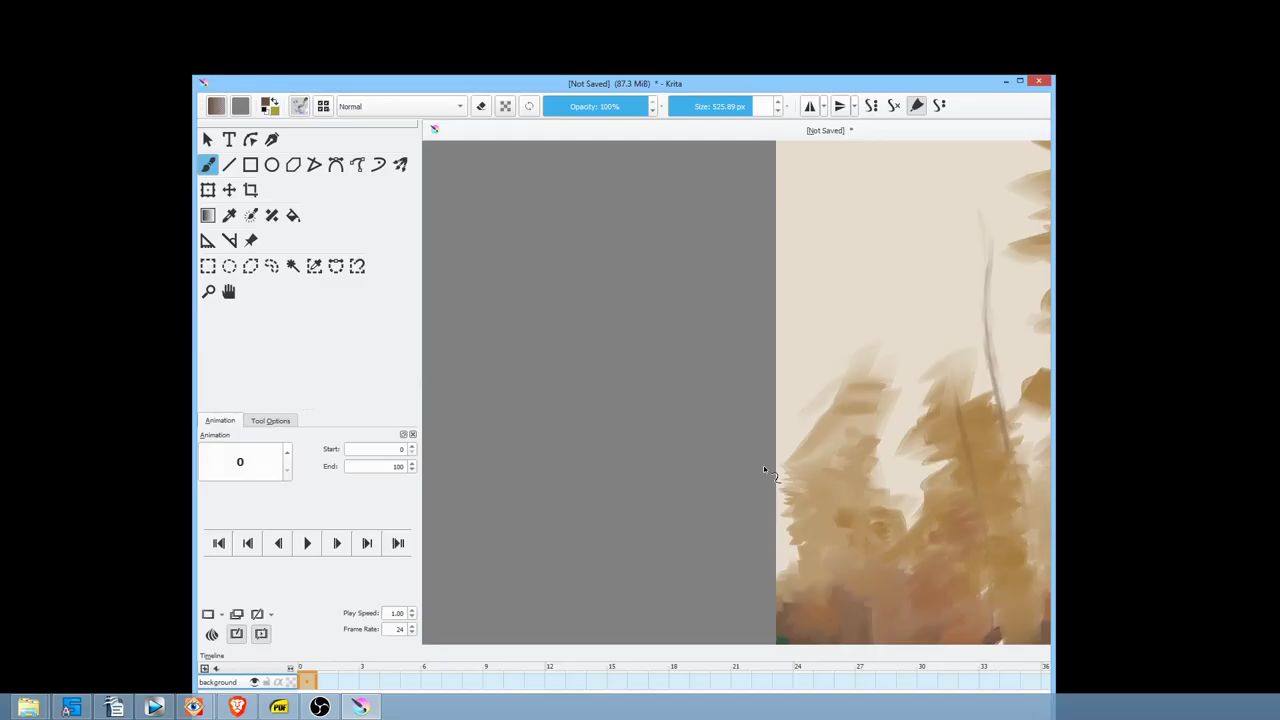 [Not Saved]  (87.3 MiB)  * - Krita
Normal
Opacity: 100%
Size: 525.89 px
[Not Saved]  *
Animation
Tool Options
Animation
0
Start: 0
End: 100
Play Speed: 1.00
Frame Rate: 24
Timeline
0 3 6 9 12 15 18 21 24 27 30 33 36
background
PDF